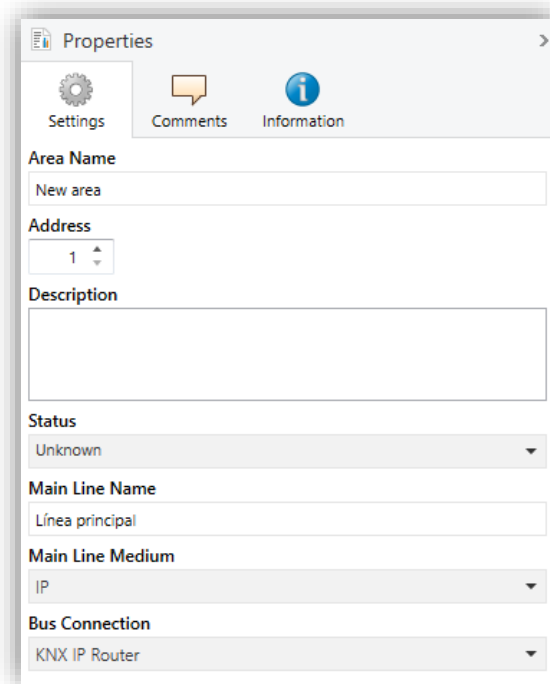 Properties
Settings Comments Information
Area Name
New area
Address
1
Description
Status
Unknown
Main Line Name
Línea principal
Main Line Medium
IP
Bus Connection
KNX IP Router